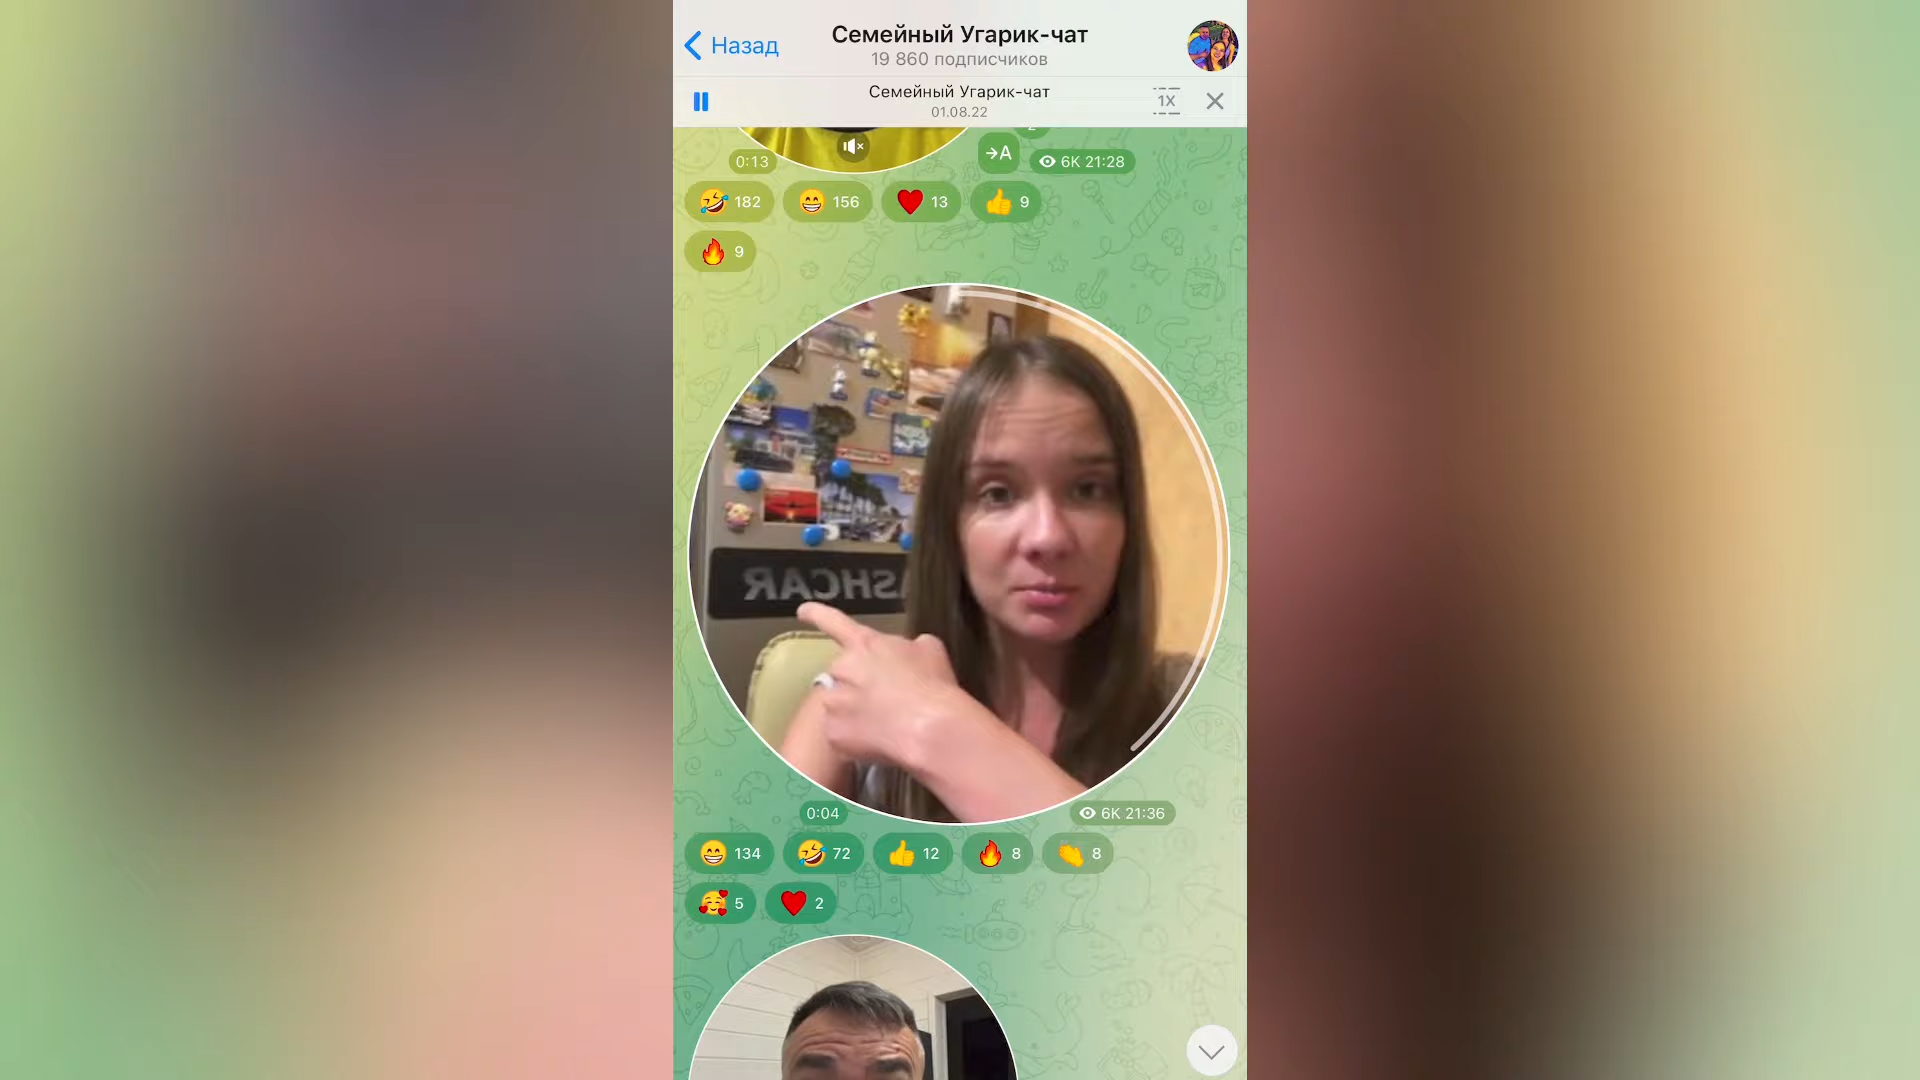 Назад
Семейный Угарик-чат
19 860 подписчиков
Семейный Угарик-чат
01.08.22
1X
0:13
→A
6K 21:28
182
156
13
9
9
ASHCAR
0:04
6K 21:36
134
72
12
8
8
5
2